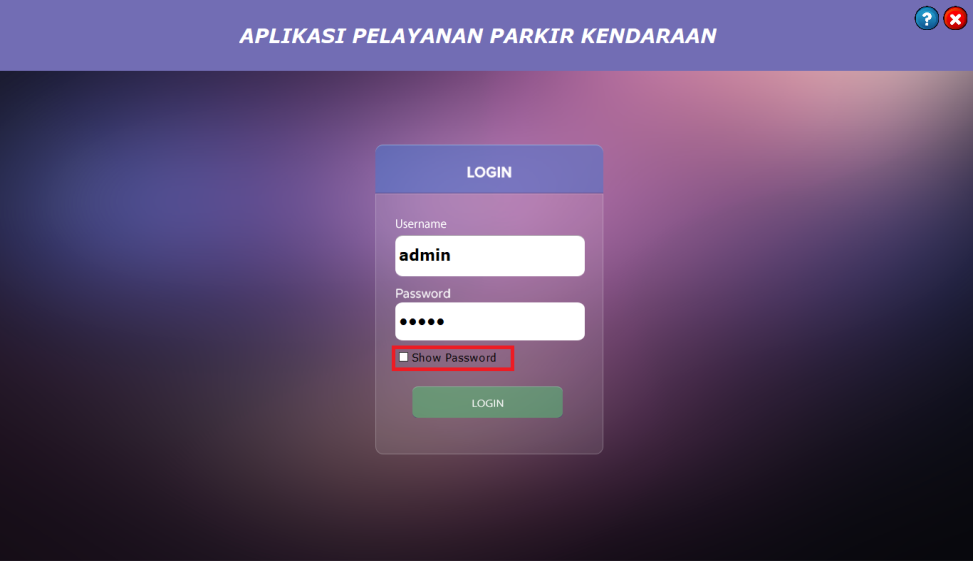 APLIKASI PELAYANAN PARKIR KENDARAAN
?
LOGIN
Username
admin
Password
•••••
Show Password
LOGIN